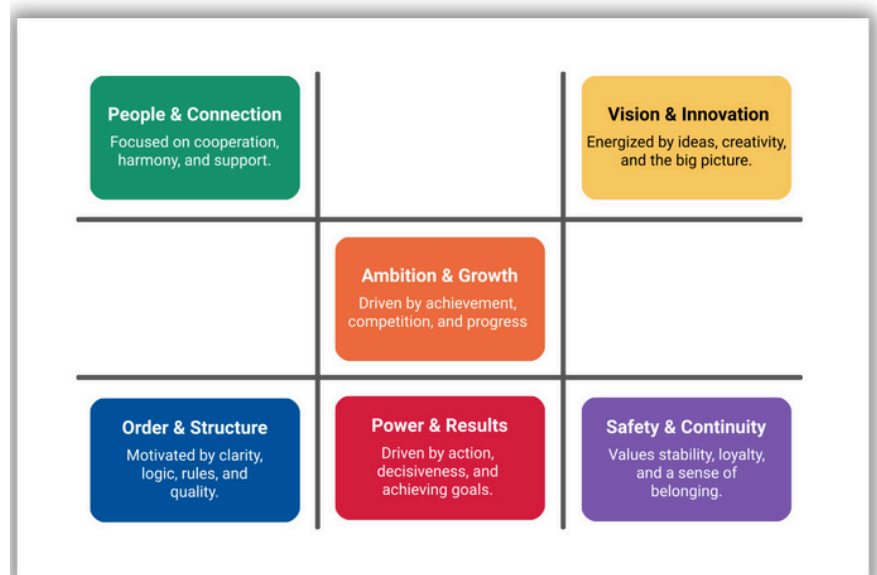 People & Connection
Focused on cooperation,
harmony, and support.
Vision & Innovation
Energized by ideas, creativity,
and the big picture.
Ambition & Growth
Driven by achievement,
competition, and progress
Order & Structure
Motivated by clarity,
logic, rules, and
quality.
Power & Results
Driven by action,
decisiveness, and
achieving goals.
Safety & Continuity
Values stability, loyalty,
and a sense of
belonging.